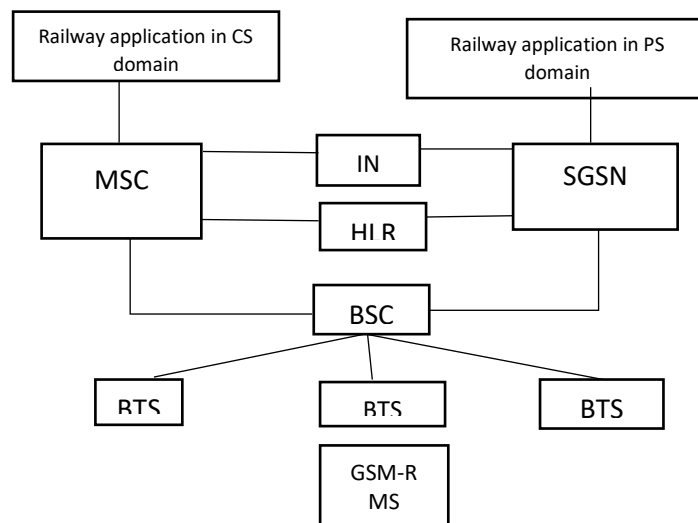 Railway application in CS
domain
Railway application in PS
domain
IN
MSC
SGSN
HLR
BSC
BTS
BTS
BTS
GSM-R
MS